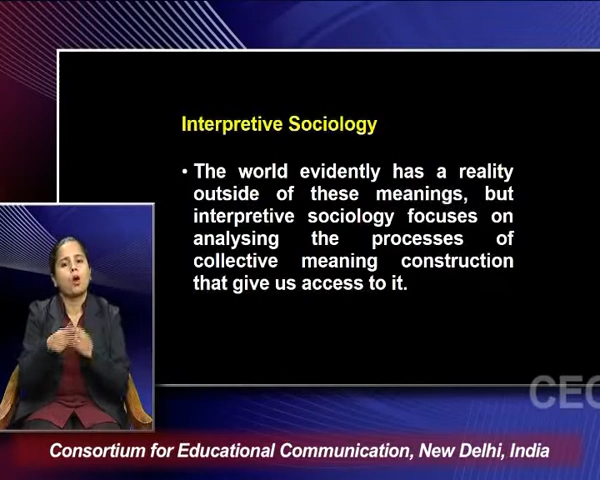 Interpretive Sociology
• The world evidently has a reality
outside of these meanings, but
interpretive sociology focuses on
analysing the processes of
collective meaning construction
that give us access to it.
CEC
Consortium for Educational Communication, New Delhi, India